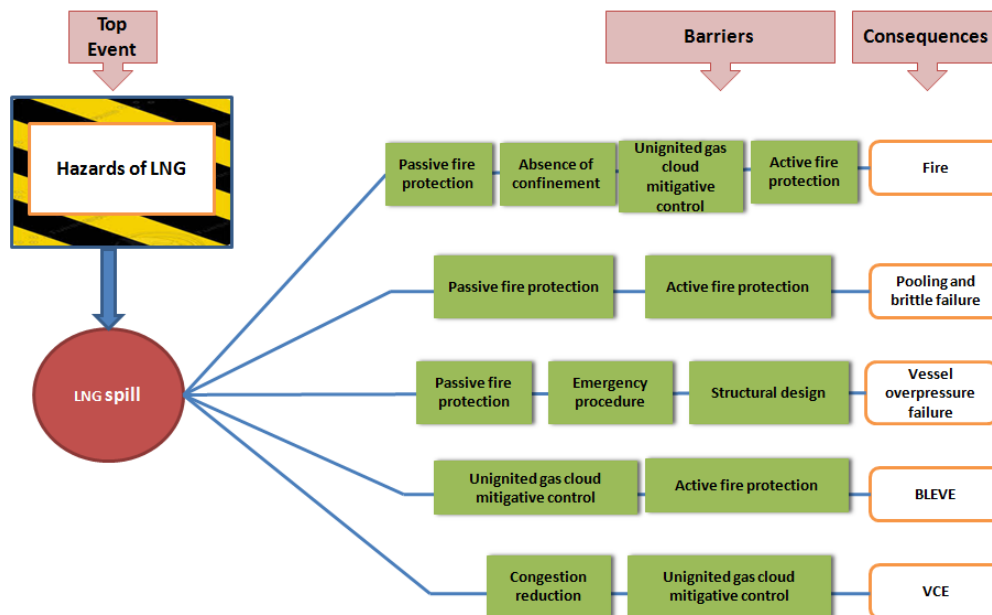 Top
Event
Barriers
Consequences
Hazards of LNG
Passive fire
protection
Absence of
confinement
Unignited gas
cloud
mitigative
control
Active fire
protection
Fire
Passive fire protection
Active fire protection
Pooling and
brittle failure
LNG spill
Passive fire
protection
Emergency
procedure
Structural design
Vessel
overpressure
failure
Unignited gas cloud
mitigative control
Active fire protection
BLEVE
Congestion
reduction
Unignited gas cloud
mitigative control
VCE